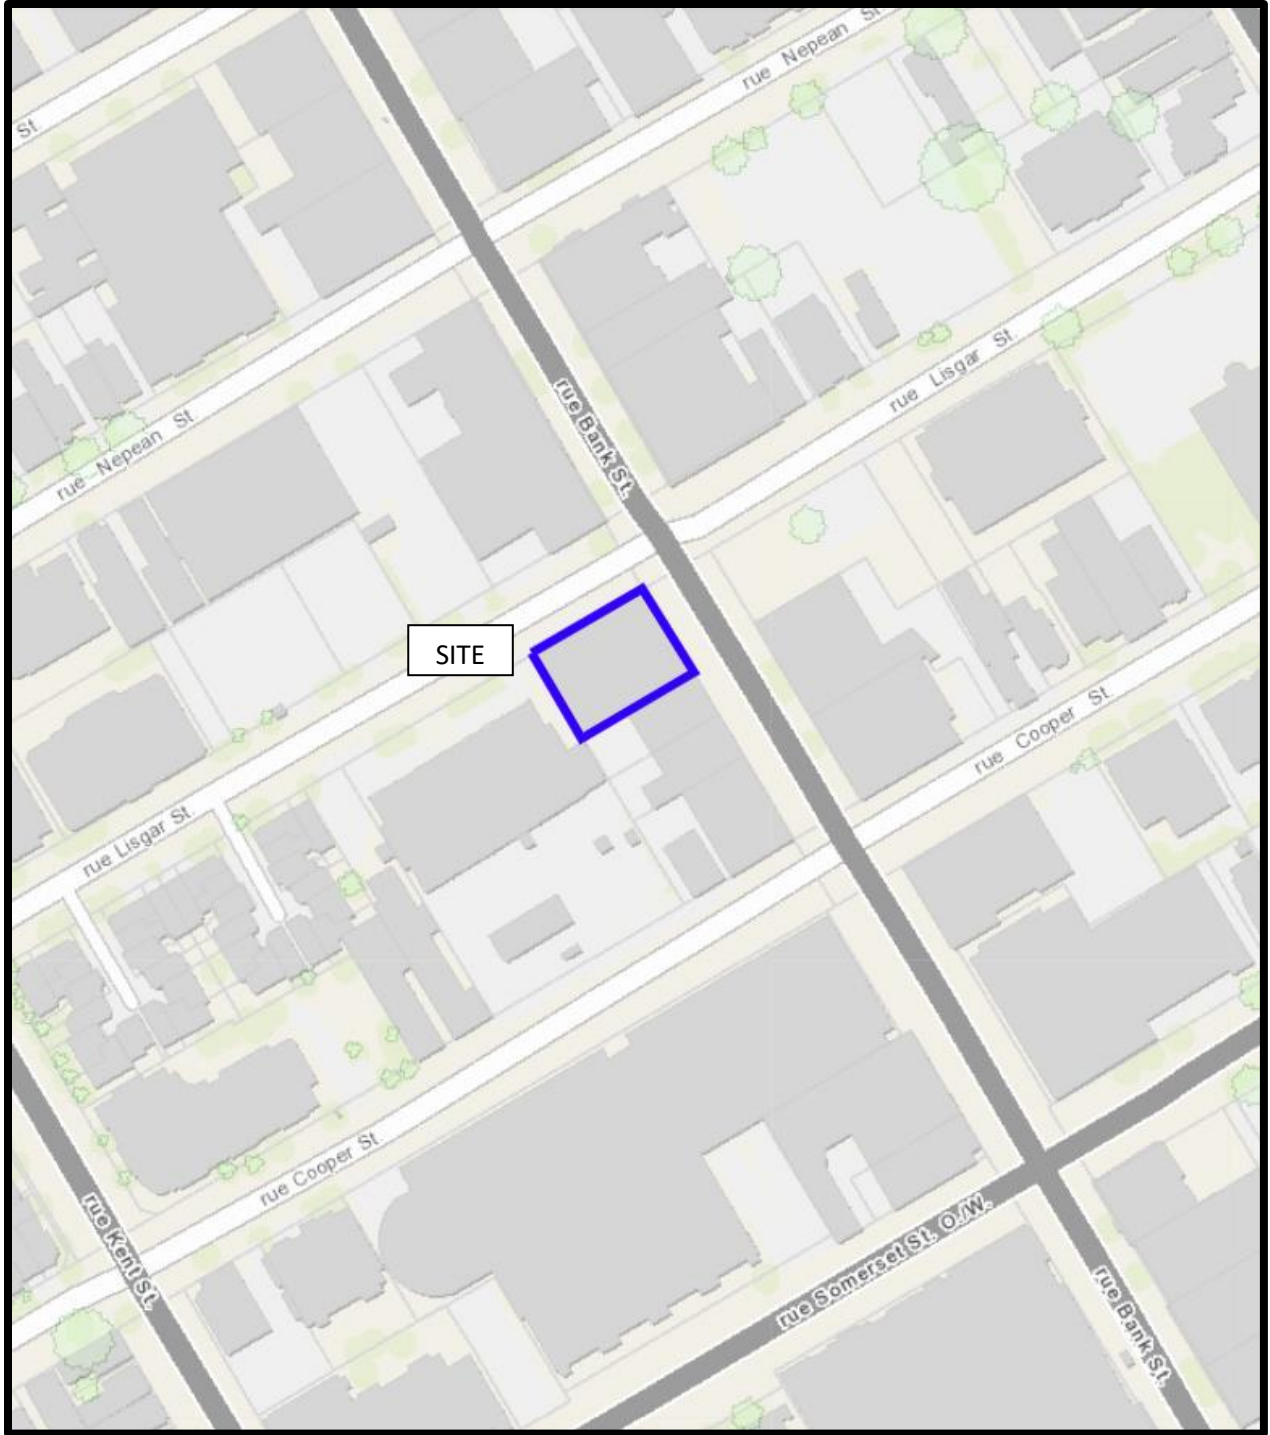 rue Nepean St.
St
rue Lisgar St.
rue Bank St.
rue Nepean St.
SITE
rue Cooper St.
rue Lisgar St.
rue Cooper St.
rue Kent St.
rue Somerset St. O./W.
rue Bank St.